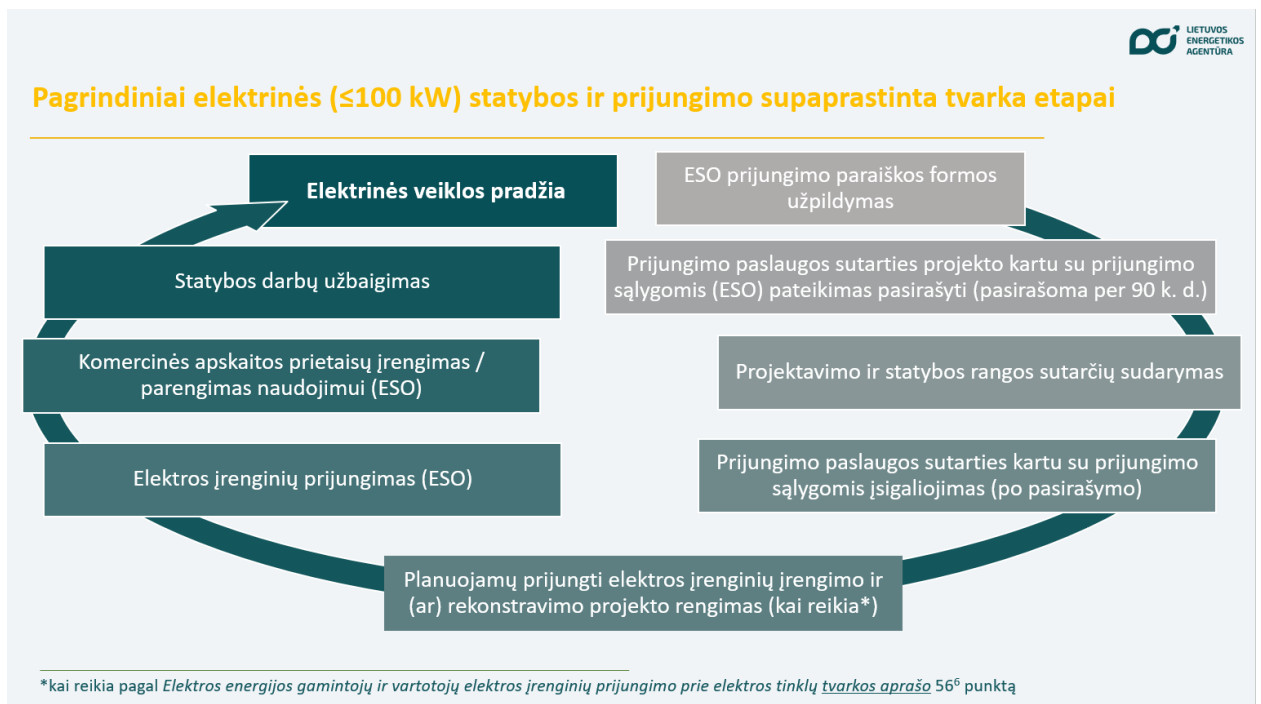 LIETUVOS
ENERGETIKOS
AGENTŪRA
Pagrindiniai elektrinės (≤100 kW) statybos ir prijungimo supaprastinta tvarka etapai
ESO prijungimo paraiškos formos
užpildymas
Prijungimo paslaugos sutarties projekto kartu su prijungimo
sąlygomis (ESO) pateikimas pasirašyti (pasirašoma per 90 k. d.)
Projektavimo ir statybos rangos sutarčių sudarymas
Prijungimo paslaugos sutarties kartu su prijungimo
sąlygomis įsigaliojimas (po pasirašymo)
Planuojamų prijungti elektros įrenginių įrengimo ir
(ar) rekonstravimo projekto rengimas (kai reikia*)
Elektros įrenginių prijungimas (ESO)
Komercinės apskaitos prietaisų įrengimas /
parengimas naudojimui (ESO)
Statybos darbų užbaigimas
Elektrinės veiklos pradžia
*kai reikia pagal Elektros energijos gamintojų ir vartotojų elektros įrenginių prijungimo prie elektros tinklų tvarkos aprašo 56⁶ punktą